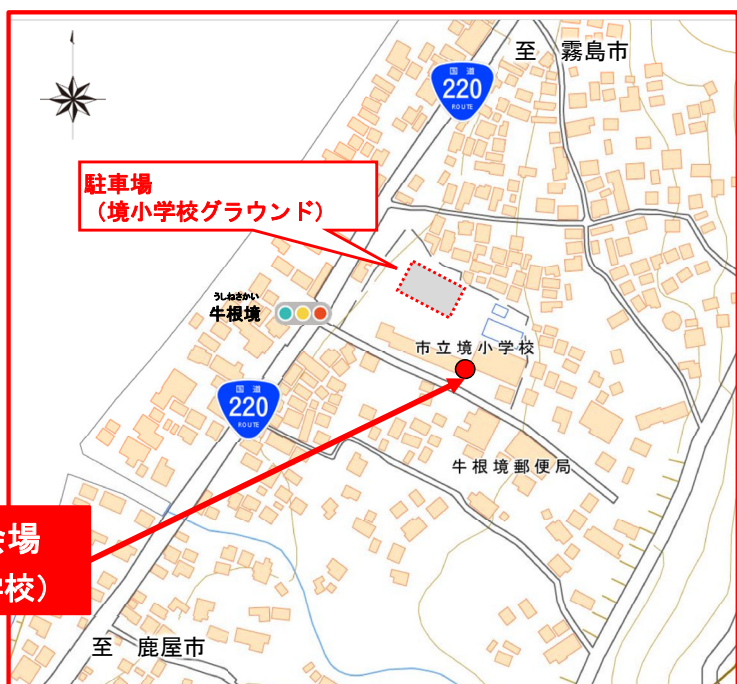 至 霧島市
国道
220
ROUTE
駐車場
(境小学校グラウンド)
うしねさかい
牛根境
市立境小学校
国道
220
ROUTE
牛根境郵便局
場
校)
至 鹿屋市